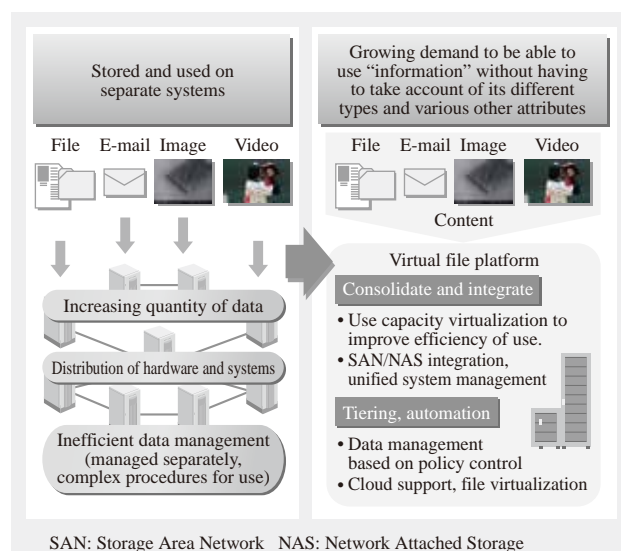 Stored and used on
separate systems
File E-mail Image Video
Increasing quantity of data
Distribution of hardware and systems
Inefficient data management
(managed separately,
complex procedures for use)
Growing demand to be able to
use “information” without having
to take account of its different
types and various other attributes
File E-mail Image Video
Content
Virtual file platform
Consolidate and integrate
• Use capacity virtualization to
improve efficiency of use.
• SAN/NAS integration,
unified system management
Tiering, automation
• Data management
based on policy control
• Cloud support, file virtualization
SAN: Storage Area Network NAS: Network Attached Storage